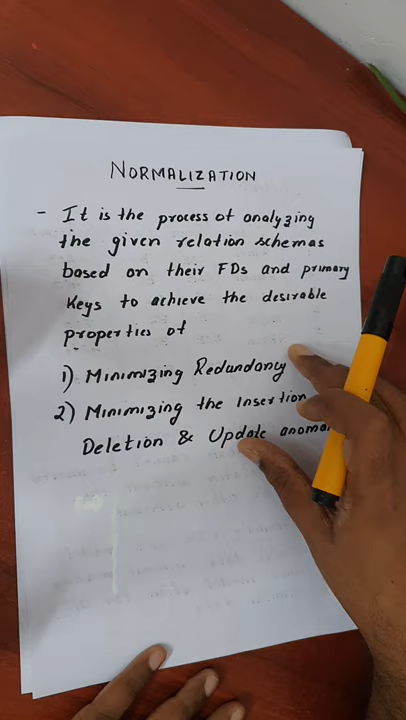 NORMALIZATION
- It is the process of analyzing
the given relation schemas
based on their FDs and primary
Keys to achieve the desirable
properties of
1) Minimizing Redundancy
2) Minimizing the Insertion
Deletion & Update